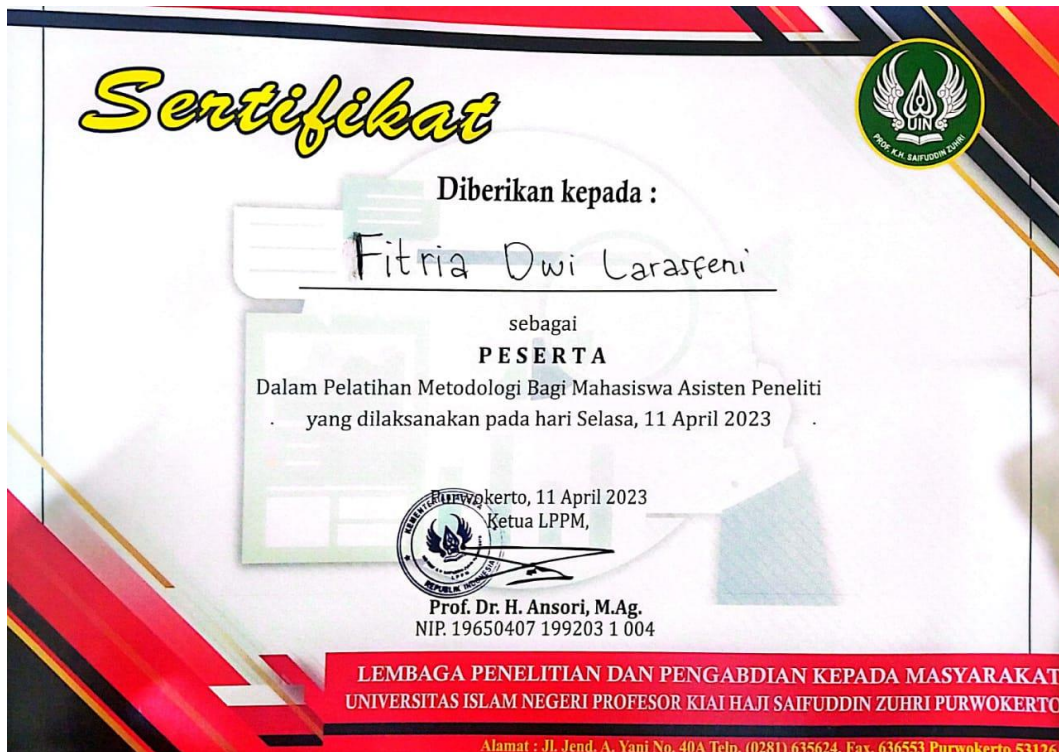 Sertifikat
UIN
PROF. K.H. SAIFUDDIN ZUHRI
Diberikan kepada :
Fitria Dwi Larasfeni
sebagai
PESERTA
Dalam Pelatihan Metodologi Bagi Mahasiswa Asisten Peneliti
yang dilaksanakan pada hari Selasa, 11 April 2023
Purwokerto, 11 April 2023
Ketua LPPM,
REPUBLIK INDONESIA
Prof. Dr. H. Ansori, M.Ag.
NIP. 19650407 199203 1 004
LEMBAGA PENELITIAN DAN PENGABDIAN KEPADA MASYARAKAT
UNIVERSITAS ISLAM NEGERI PROFESOR KIAI HAJI SAIFUDDIN ZUHRI PURWOKERTO
Alamat : Jl. Jend. A. Yani No. 40A Telp. (0281) 635624, Fax. 636553 Purwokerto 53126